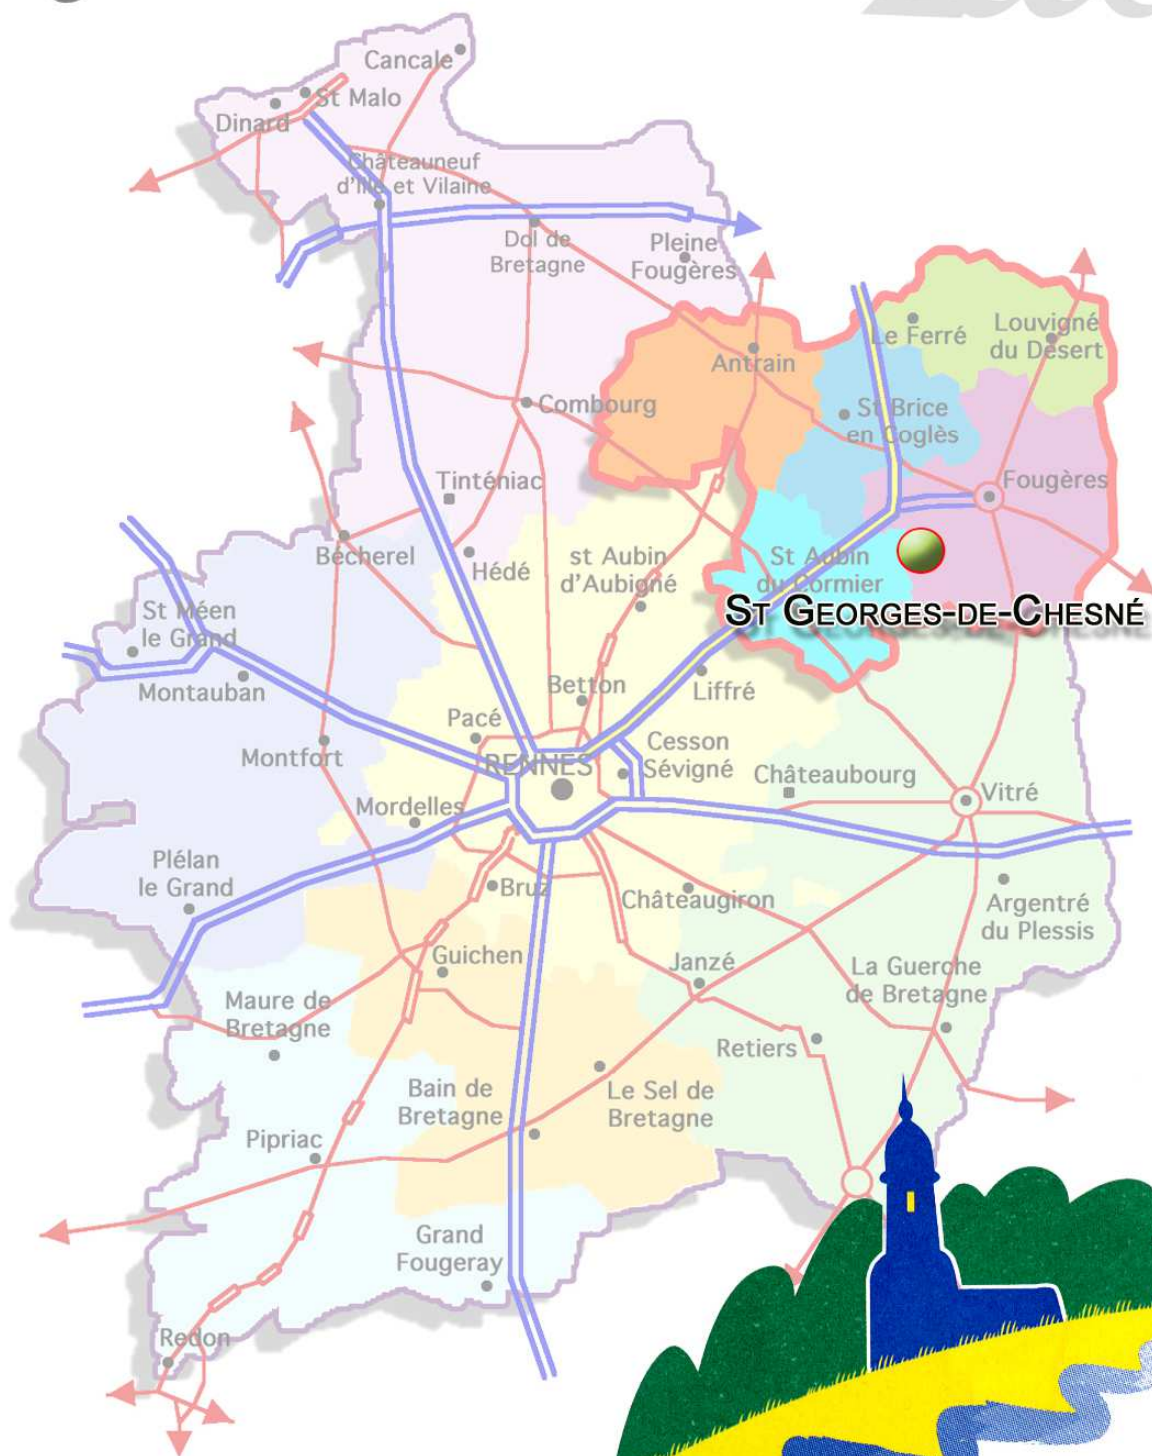 Cancale
St Malo
Dinard
Châteauneuf
d'Ille et Vilaine
Dol de
Bretagne
Pleine
Fougères
Le Ferré
Louvigné
du Désert
Antrain
Combourg
St Brice
en Coglès
Tinténiac
Fougères
Bécherel
Hédé
st Aubin
d'Aubigné
St Aubin
du Cormier
ST GEORGES-DE-CHESNÉ
St Méen
le Grand
Montauban
Betton
Liffré
Pacé
Montfort
RENNES
Cesson
Sévigné
Châteaubourg
Vitré
Mordelles
Plélan
le Grand
Bruz
Châteaugiron
Argentré
du Plessis
Guichen
Janzé
La Guerche
de Bretagne
Maure de
Bretagne
Retiers
Bain de
Bretagne
Le Sel de
Bretagne
Pipriac
Grand
Fougeray
Redon